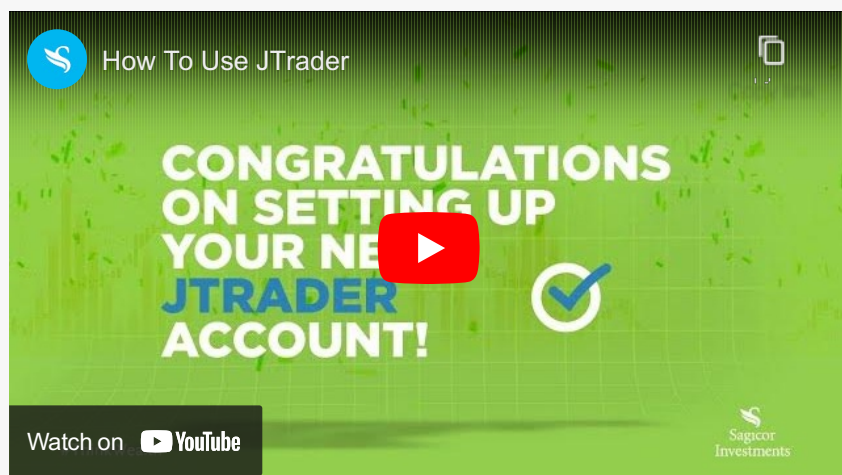 How To Use JTrader
CONGRATULATIONS
ON SETTING UP
YOUR NE
JTRADER
ACCOUNT!
Watch on YouTube
Sagicor
Investments